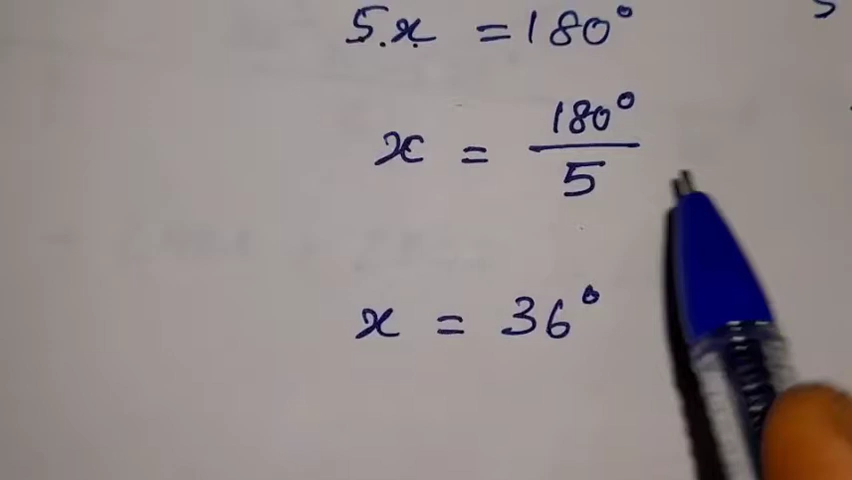 5.x = 180°
x = 180° / 5
x = 36°